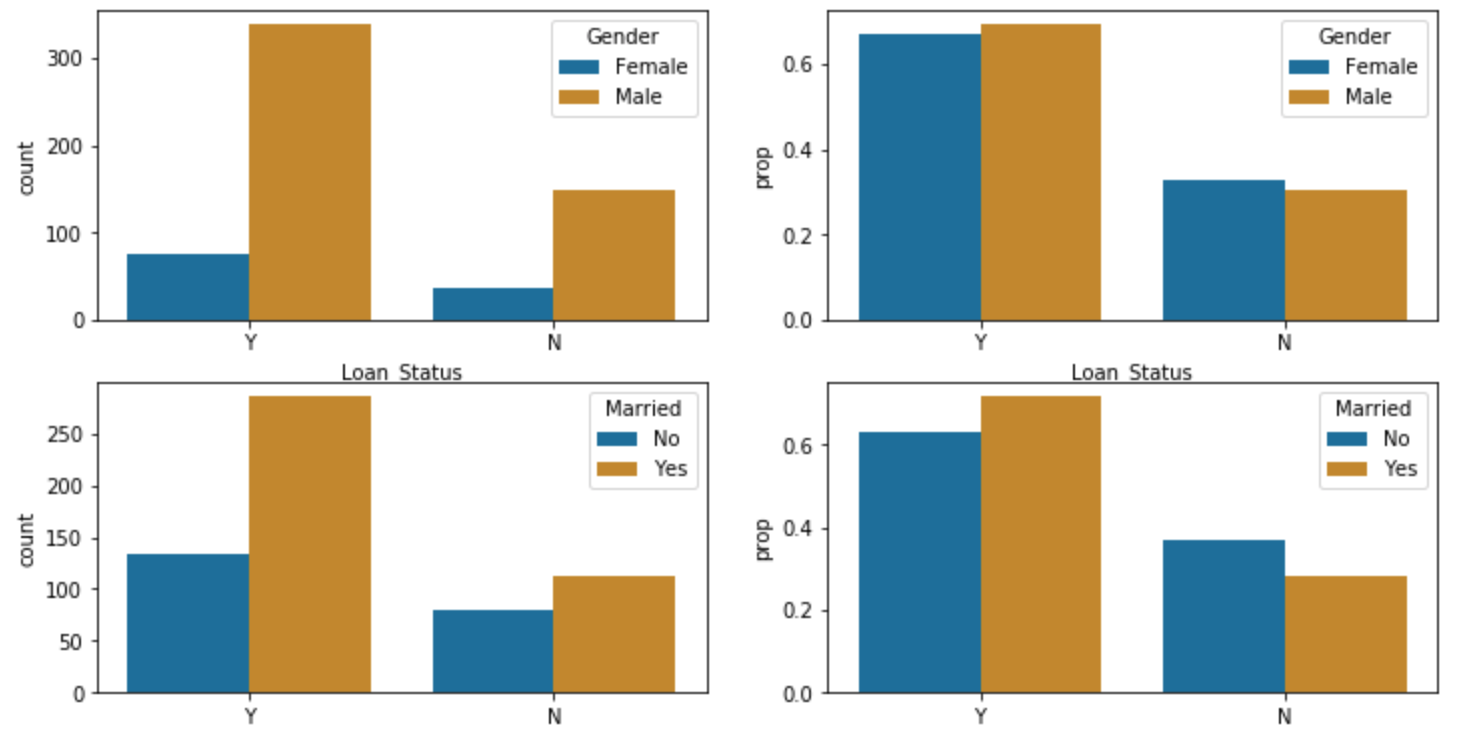 count
300
200
100
0
Gender
Female
Male
Y N
Loan_Status
prop
0.6
0.4
0.2
0.0
Gender
Female
Male
Y N
Loan_Status
count
250
200
150
100
50
0
Married
No
Yes
Y N
prop
0.6
0.4
0.2
0.0
Married
No
Yes
Y N